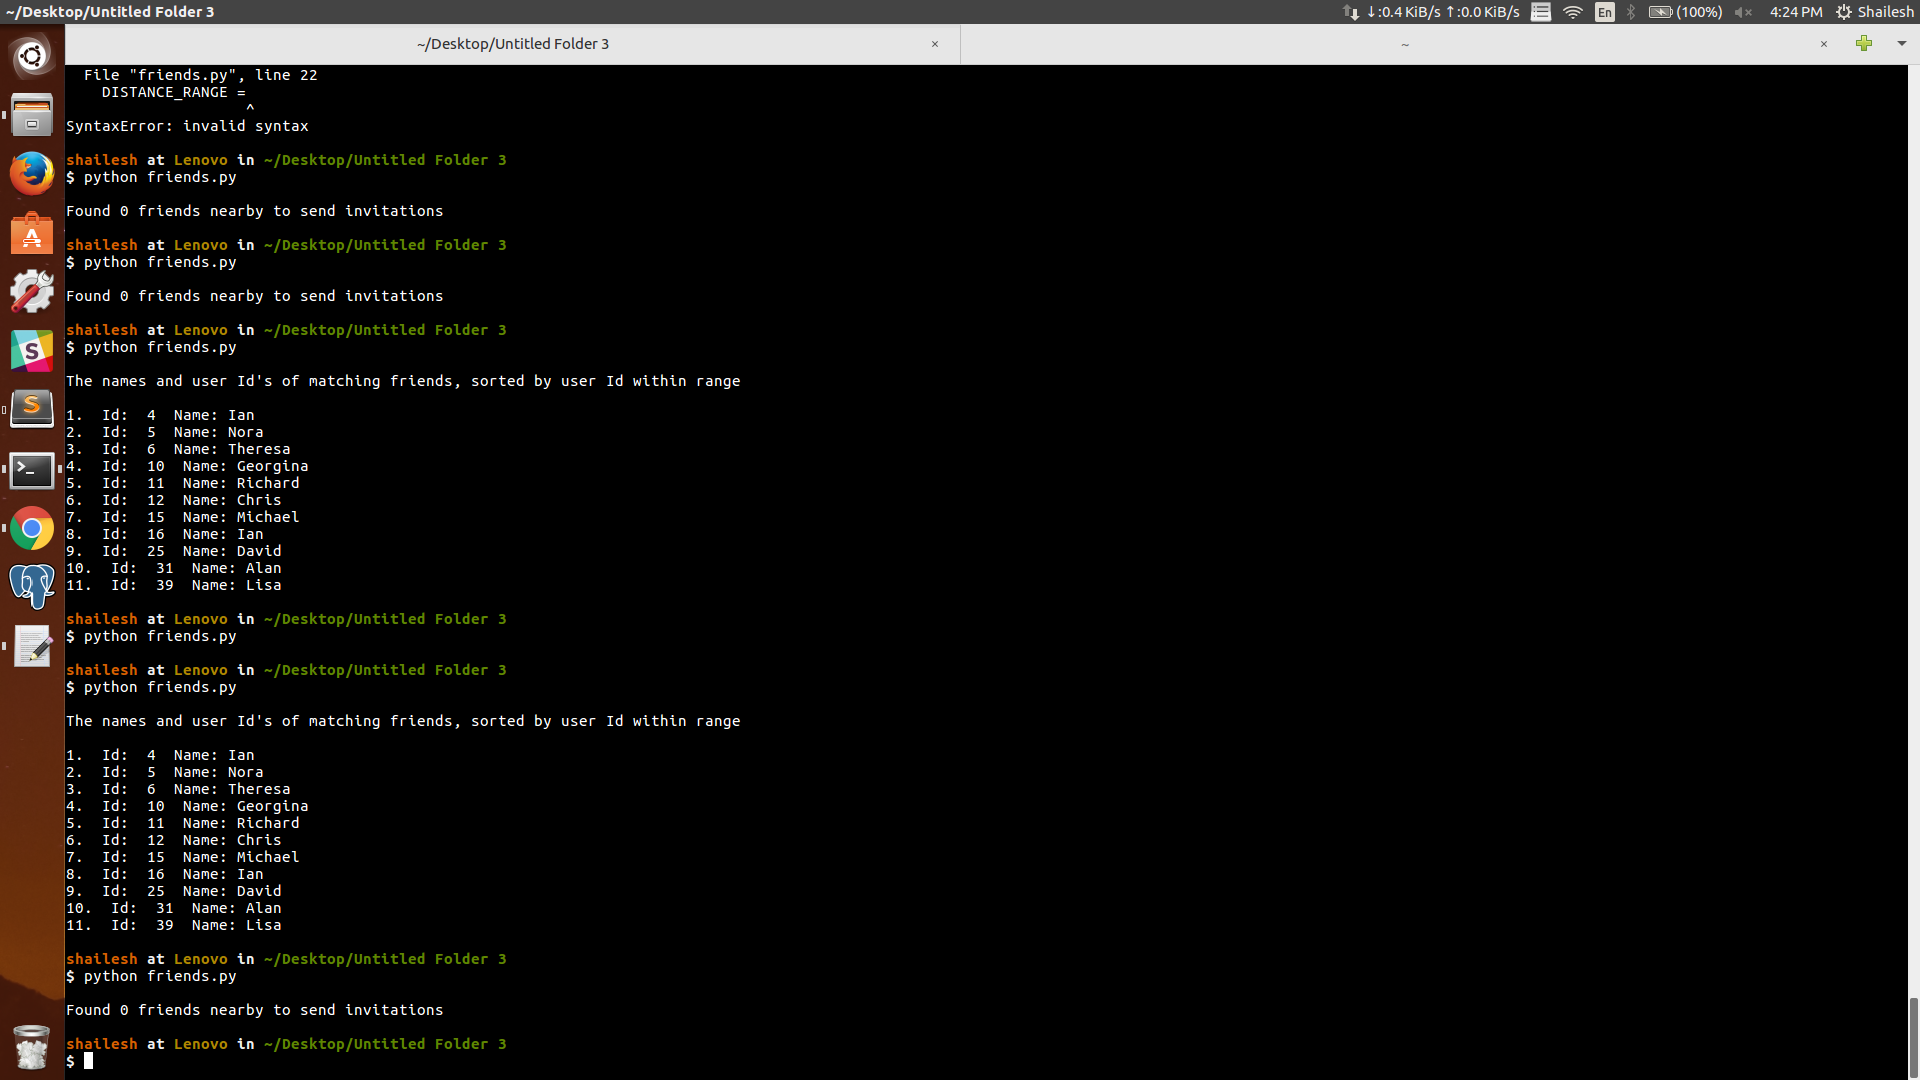 ~/Desktop/Untitled Folder 3
↓:0.4 KiB/s ↑:0.0 KiB/s En (100%) 4:24 PM Shailesh
~/Desktop/Untitled Folder 3 × ~ ×
File "friends.py", line 22
DISTANCE_RANGE =
^
SyntaxError: invalid syntax
shailesh at Lenovo in ~/Desktop/Untitled Folder 3
$ python friends.py
Found 0 friends nearby to send invitations
shailesh at Lenovo in ~/Desktop/Untitled Folder 3
$ python friends.py
Found 0 friends nearby to send invitations
shailesh at Lenovo in ~/Desktop/Untitled Folder 3
$ python friends.py
The names and user Id's of matching friends, sorted by user Id within range
1.  Id:  4  Name: Ian
2.  Id:  5  Name: Nora
3.  Id:  6  Name: Theresa
4.  Id:  10  Name: Georgina
5.  Id:  11  Name: Richard
6.  Id:  12  Name: Chris
7.  Id:  15  Name: Michael
8.  Id:  16  Name: Ian
9.  Id:  25  Name: David
10.  Id:  31  Name: Alan
11.  Id:  39  Name: Lisa
shailesh at Lenovo in ~/Desktop/Untitled Folder 3
$ python friends.py
shailesh at Lenovo in ~/Desktop/Untitled Folder 3
$ python friends.py
The names and user Id's of matching friends, sorted by user Id within range
1.  Id:  4  Name: Ian
2.  Id:  5  Name: Nora
3.  Id:  6  Name: Theresa
4.  Id:  10  Name: Georgina
5.  Id:  11  Name: Richard
6.  Id:  12  Name: Chris
7.  Id:  15  Name: Michael
8.  Id:  16  Name: Ian
9.  Id:  25  Name: David
10.  Id:  31  Name: Alan
11.  Id:  39  Name: Lisa
shailesh at Lenovo in ~/Desktop/Untitled Folder 3
$ python friends.py
Found 0 friends nearby to send invitations
shailesh at Lenovo in ~/Desktop/Untitled Folder 3
$